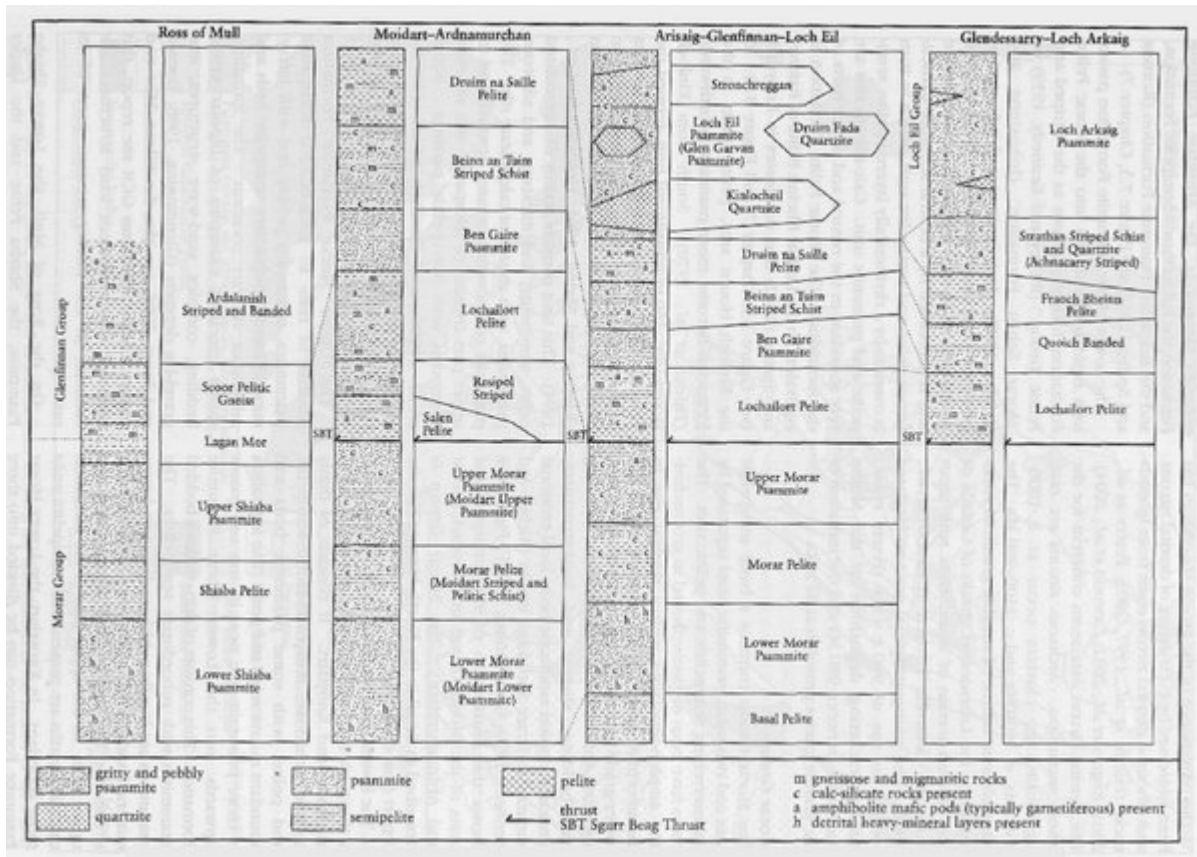 Ross of Mull
Moidart–Ardnamurchan
Arisaig–Glenfinnan–Loch Eil
Glendessarry–Loch Arkaig
Glenfinnan Group
Morar Group
Ardalanish
Striped and Banded
Scoor Pelitic
Gneiss
Lagan Mor
Upper Shiaba
Psammite
Shiaba Pelite
Lower Shiaba
Psammite
SBT
Druim na Saille
Pelite
Beinn an Tuim
Striped Schist
Ben Gaire
Psammite
Lochailort
Pelite
Resipol
Striped
Salen
Pelite
Upper Morar
Psammite
(Moidart Upper
Psammite)
Morar Pelite
(Moidart Striped and
Pelitic Schist)
Lower Morar
Psammite
(Moidart Lower
Psammite)
SBT
Stronchreggan
Loch Eil
Psammite
(Glen Garvan
Psammite)
Druim Fada
Quartzite
Kinlocheil
Quartzite
Druim na Saille
Pelite
Beinn an Tuim
Striped Schist
Ben Gaire
Psammite
Lochailort Pelite
Upper Morar
Psammite
Morar Pelite
Lower Morar
Psammite
Basal Pelite
Loch Eil Group
SBT
Loch Arkaig
Psammite
Strathan Striped Schist
and Quartzite
(Achnacarry Striped)
Fraoch Bheinn
Pelite
Quoich Banded
Lochailort Pelite
gritty and pebbly
psammite
quartzite
psammite
semipelite
pelite
thrust
SBT Sgurr Beag Thrust
m gneissose and migmatitic rocks
c calc-silicate rocks present
a amphibolite mafic pods (typically garnetiferous) present
h detrital heavy-mineral layers present